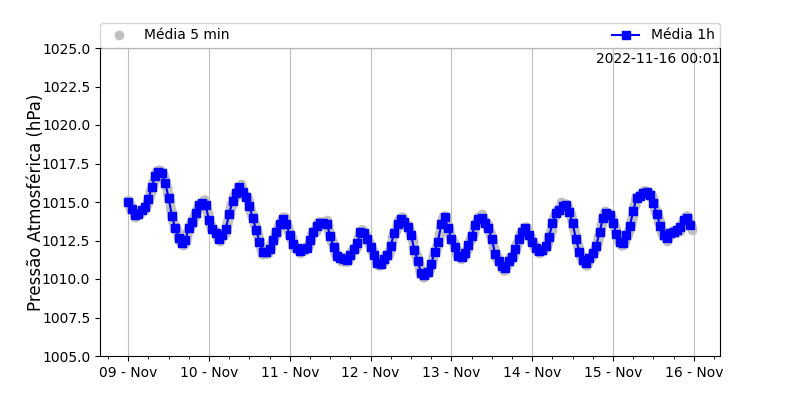 Média 5 min
Média 1h
2022-11-16 00:01
Pressão Atmosférica (hPa)
1025.0
1022.5
1020.0
1017.5
1015.0
1012.5
1010.0
1007.5
1005.0
09 - Nov
10 - Nov
11 - Nov
12 - Nov
13 - Nov
14 - Nov
15 - Nov
16 - Nov